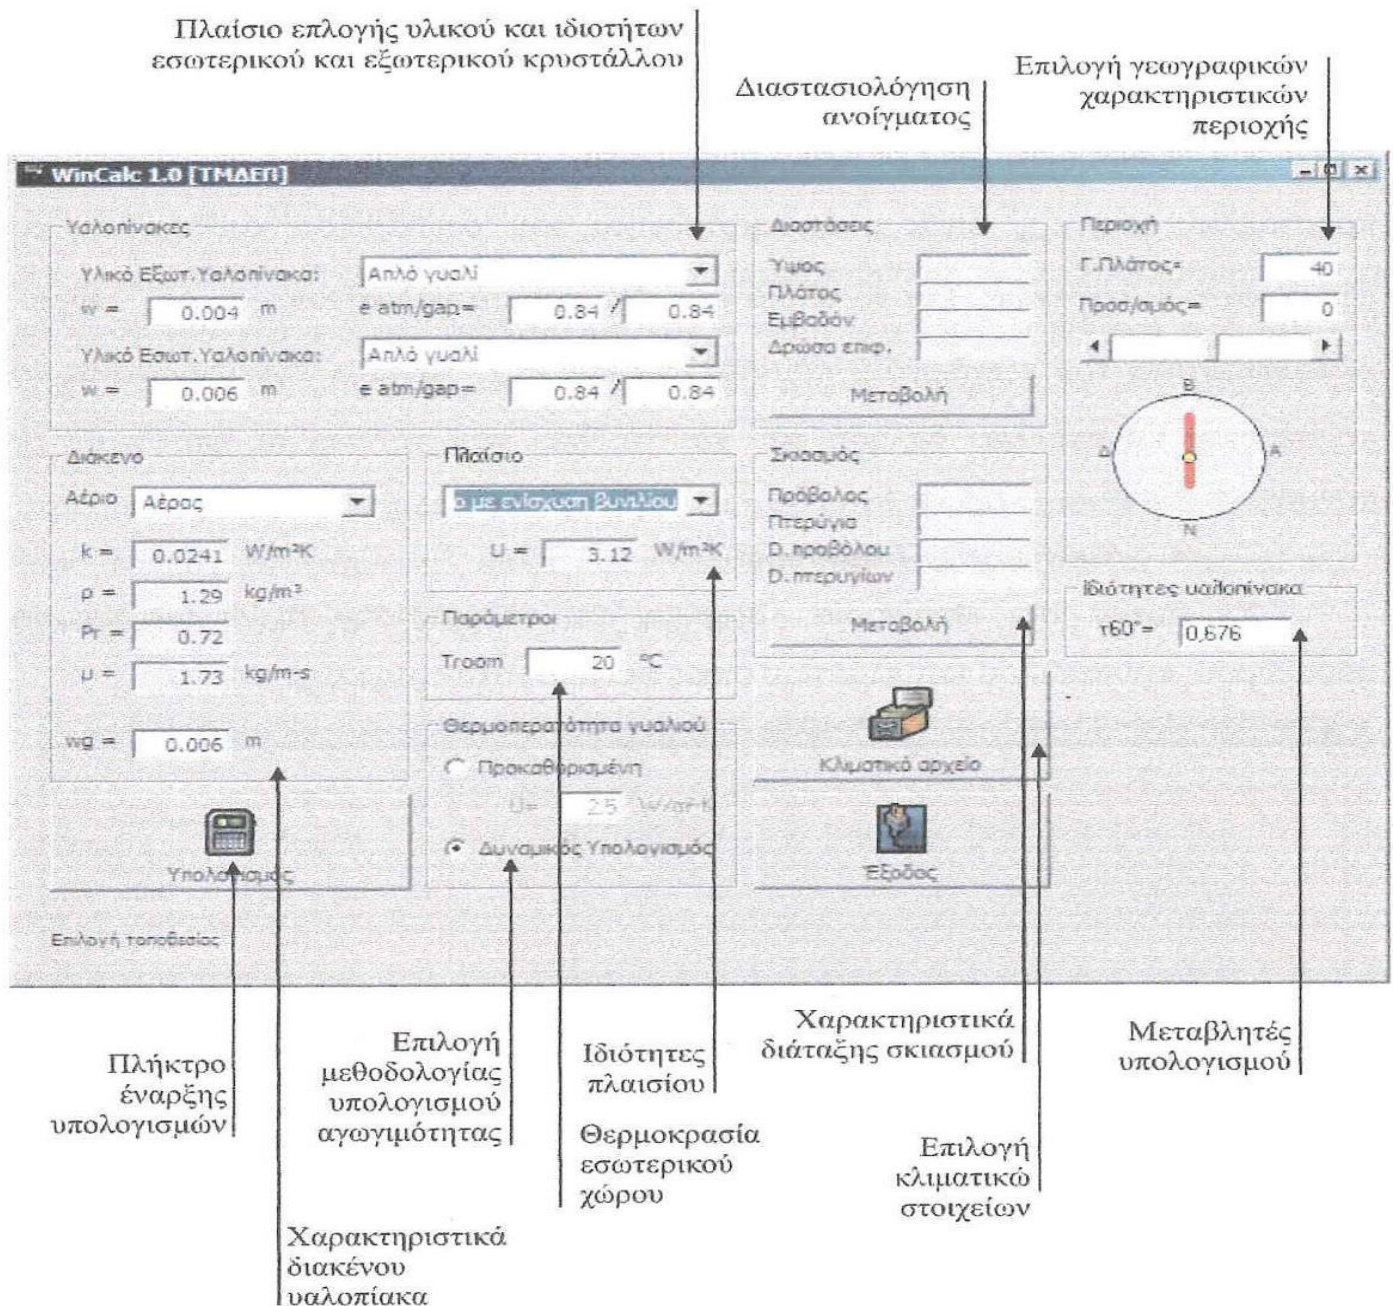 Πλαίσιο επλογής υλικού και ιδιοτήτων
εσωτερικού και εξωτερικού κρυστάλλου
Διαστασιολόγηση
ανοίγματος
Επιλογή γεωγραφικών
χαρακτηριστικών
περιοχής
WinCalc 1.0 [ΤΜΔΕΠ]
Υαλοπίνακες
Υλικό Εξωτ.Υαλοπίνακα: Απλό γυαλί
w = 0.004 m e atm/gap= 0.84 / 0.84
Υλικό Εσωτ.Υαλοπίνακα: Απλό γυαλί
w = 0.006 m e atm/gap= 0.84 / 0.84
Διαστάσεις
Ύψος
Πλάτος
Εμβαδόν
Δρώσα επιφ.
Μεταβολή
Περιοχή
Γ.Πλάτος= 40
Προσ/σμός= 0
Β
Δ Α
Ν
Διάκενο
Αέριο Αέρας
k = 0.0241 W/m²K
ρ = 1.29 kg/m³
Pr = 0.72
μ = 1.73 kg/m-s
wg = 0.006 m
Πλαίσιο
ο με ενίσχυση βυνιλίου
U = 3.12 W/m²K
Παράμετροι
Troom 20 ºC
Θερμοπερατότητα γυαλιού
Προκαθορισμένη
U= 2.5 W/m²K
Δυναμικός Υπολογισμός
Σκιασμός
Πρόβολος
Πτερύγια
D.προβόλου
D.πτερυγίων
Μεταβολή
Ιδιότητες υαλοπίνακα
τ60°= 0,676
Κλιματικό αρχείο
Υπολογισμός
Έξοδος
Επιλογή τοποθεσίας
Πλήκτρο
έναρξης
υπολογισμών
Επιλογή
μεθοδολογίας
υπολογισμού
αγωγιμότητας
Ιδιότητες
πλαισίου
Χαρακτηριστικά
διάταξης σκιασμού
Μεταβλητές
υπολογισμού
Θερμοκρασία
εσωτερικού
χώρου
Επιλογή
κλιματικώ
στοιχείων
Χαρακτηριστικά
διακένου
υαλοπίακα